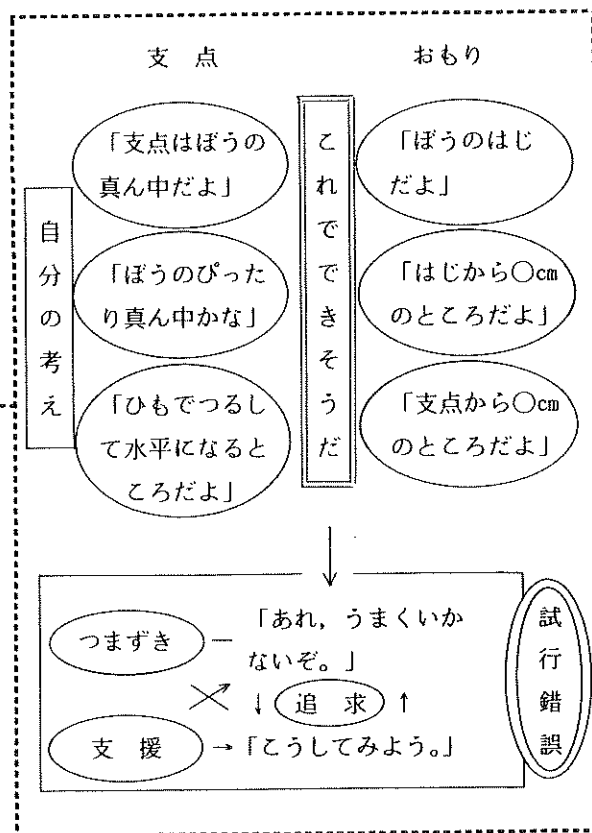 支点
おもり
自分の考え
「支点はぼうの
真ん中だよ」
「ぼうのぴった
り真ん中かな」
「ひもでつるし
て水平になると
ころだよ」
これでできそうだ
「ぼうのはじ
だよ」
「はじから○cm
のところだよ」
「支点から○cm
のところだよ」
つまずき
―
「あれ，うまくいか
ないぞ。」
↓
追求
↑
支援
→「こうしてみよう。」
試行錯誤